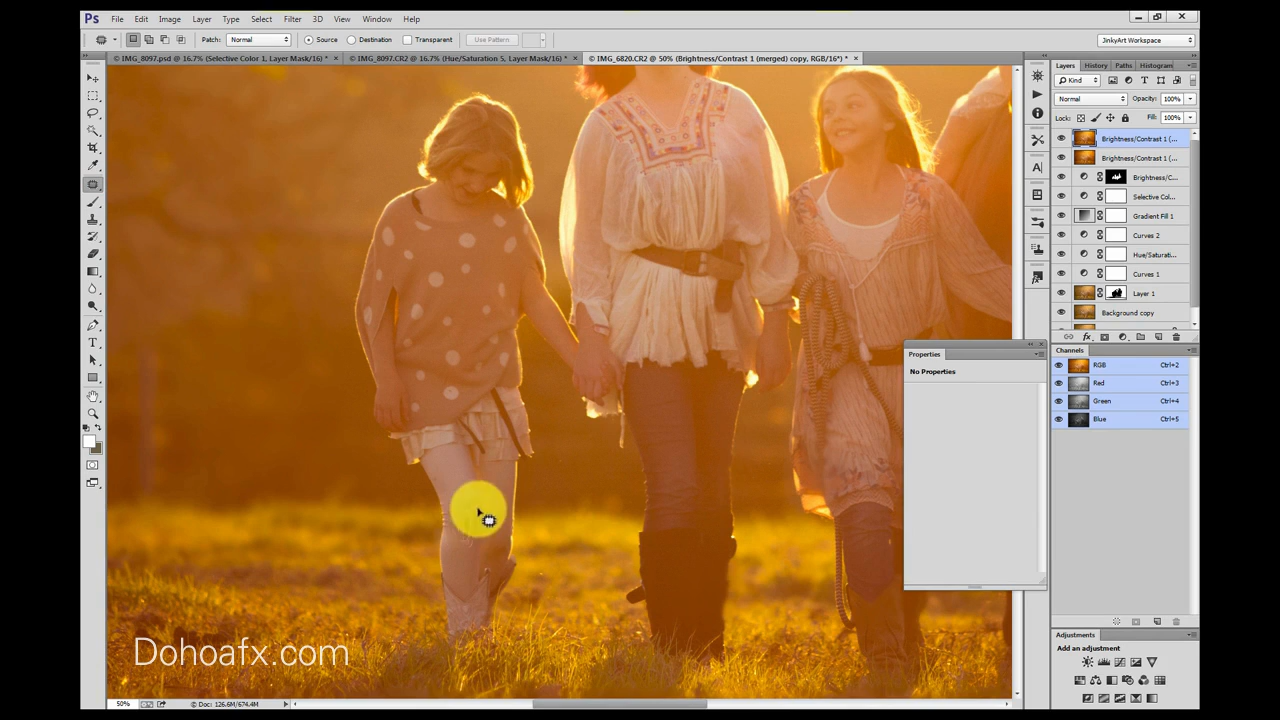 Ps File Edit Image Layer Type Select Filter 3D View Window Help
Patch: Normal Source Destination Transparent Use Pattern JinkyArt Workspace
© IMG_8097.psd @ 16.7% (Selective Color 1, Layer Mask/16) * × © IMG_8097.CR2 @ 16.7% (Hue/Saturation 5, Layer Mask/16) * × © IMG_6820.CR2 @ 50% (Brightness/Contrast 1 (merged) copy, RGB/16*) * ×
Layers History Paths Histogram
Kind
Normal Opacity: 100%
Lock: Fill: 100%
Brightness/Contrast 1 (...
Brightness/Contrast 1 (...
Brightness/C...
Selective Col...
Gradient Fill 1
Curves 2
Hue/Saturati...
Curves 1
Layer 1
Background copy
fx
Properties
No Properties
Channels
RGB Ctrl+2
Red Ctrl+3
Green Ctrl+4
Blue Ctrl+5
Adjustments
Add an adjustment
Dohoafx.com
50% © Doc: 126.6M/674.4M